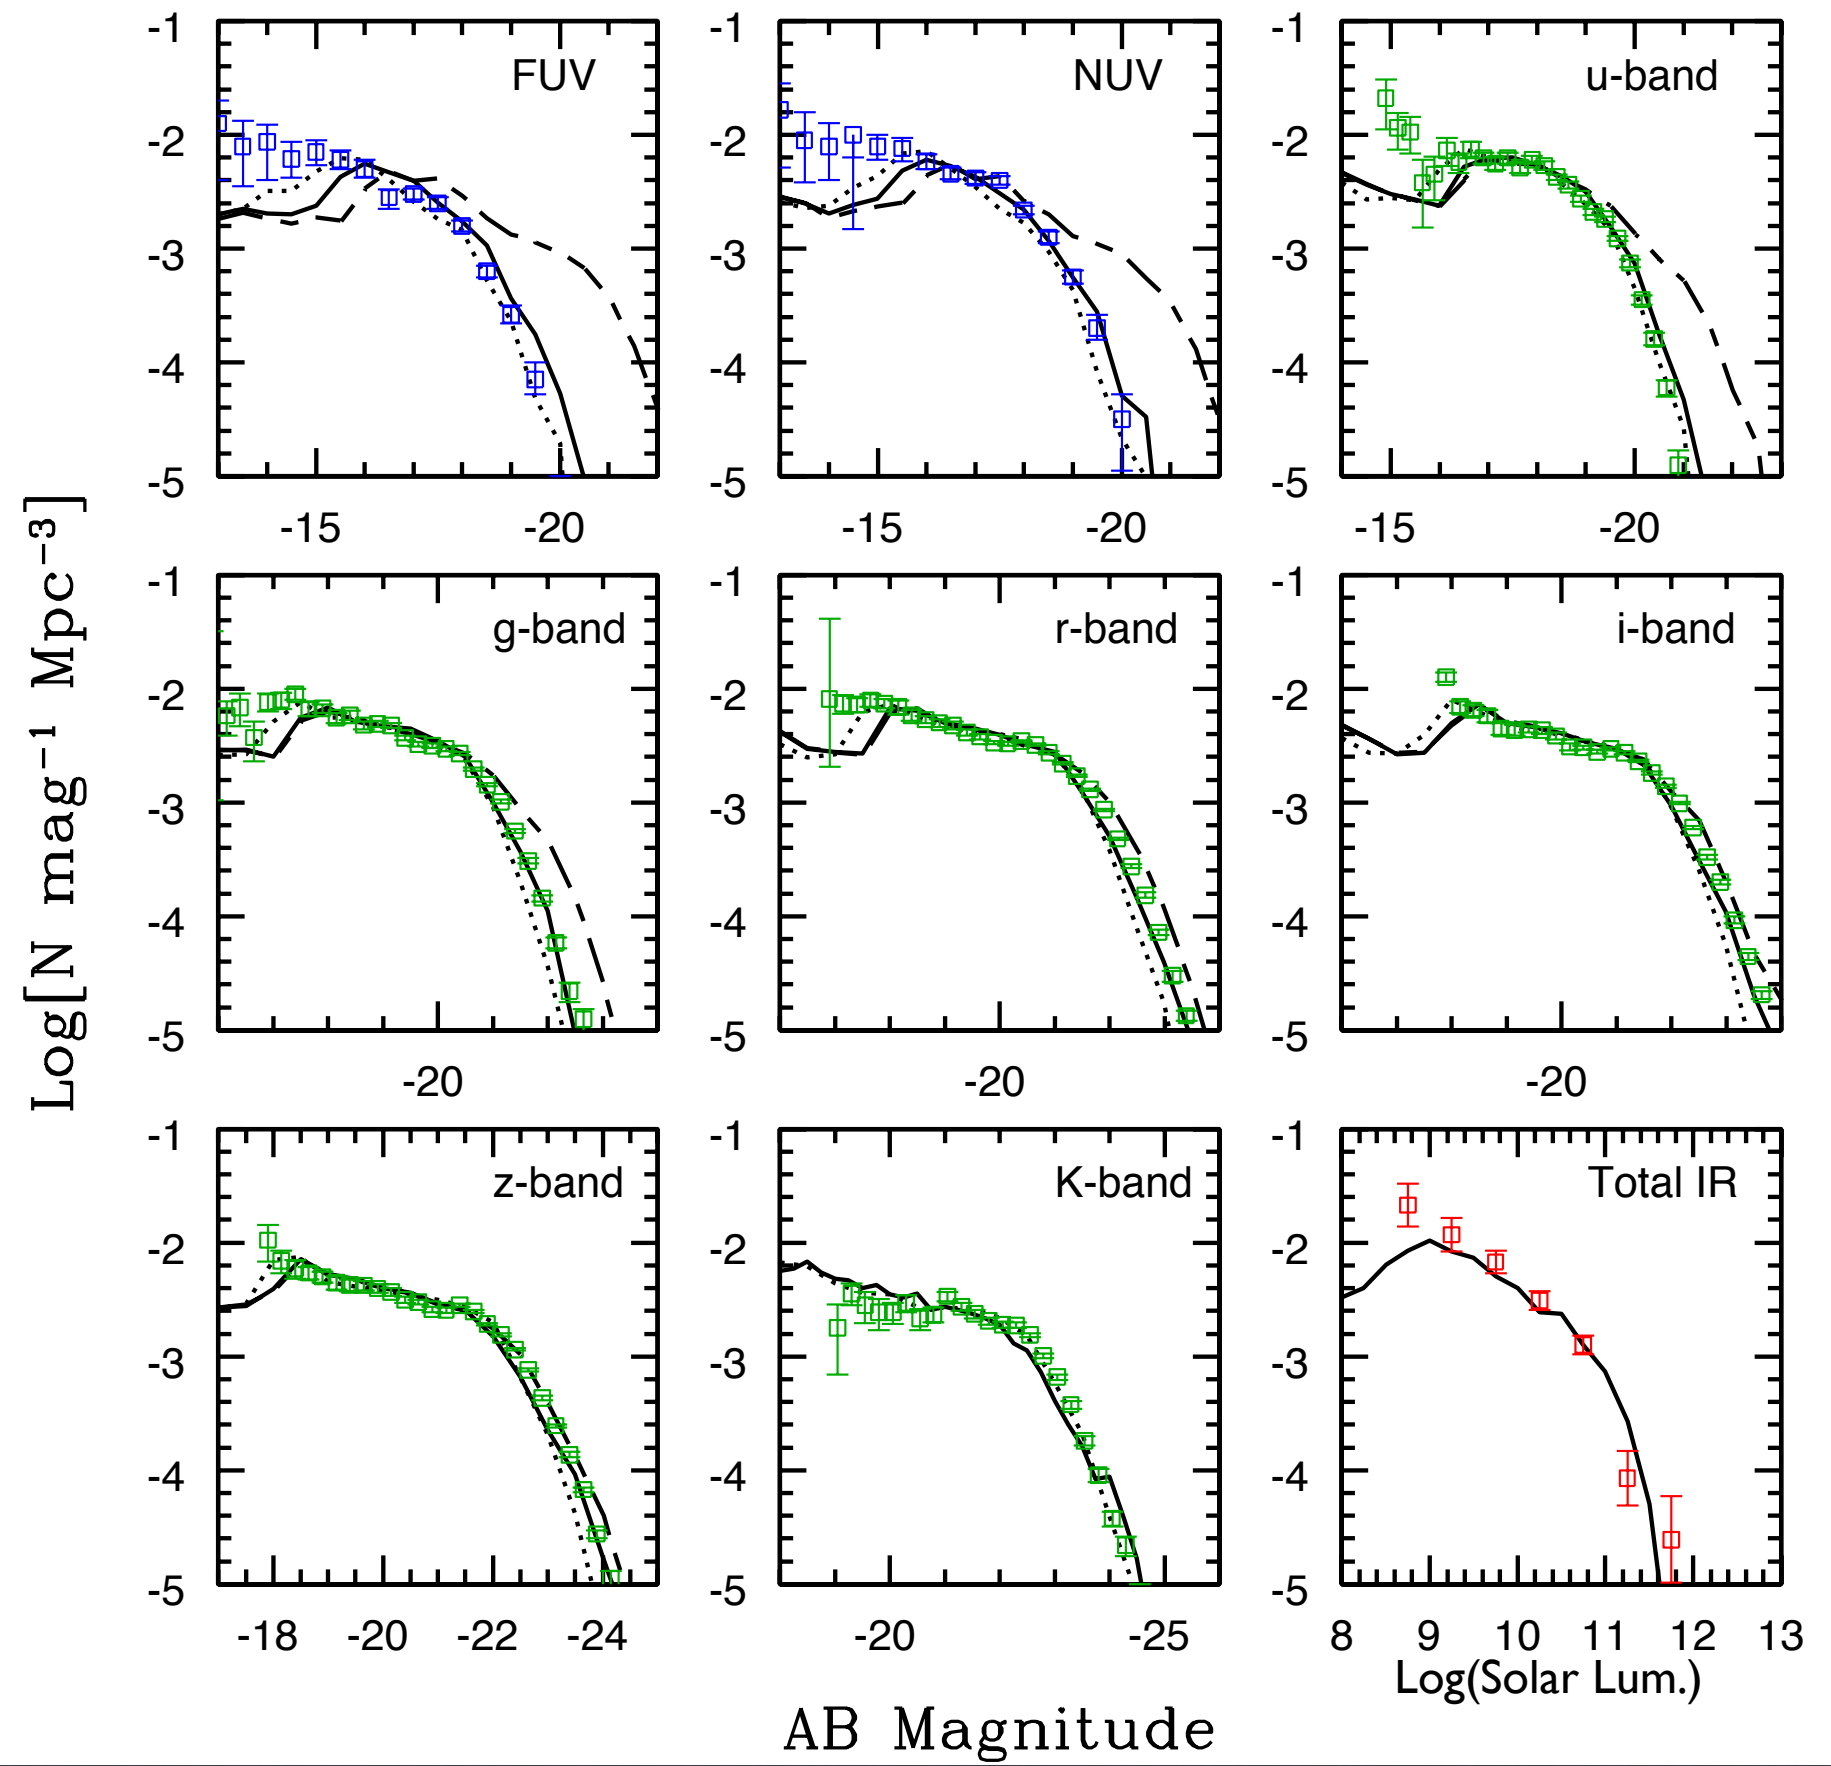 Log[N mag⁻¹ Mpc⁻³]
-1 -1 -1
FUV NUV u-band
-2 -2 -2
-3 -3 -3
-4 -4 -4
-5 -5 -5
-15 -20 -15 -20 -15 -20
-1 -1 -1
g-band r-band i-band
-2 -2 -2
-3 -3 -3
-4 -4 -4
-5 -5 -5
-20 -20 -20
-1 -1 -1
z-band K-band Total IR
-2 -2 -2
-3 -3 -3
-4 -4 -4
-5 -5 -5
-18 -20 -22 -24 -20 -25 8 9 10 11 12 13
Log(Solar Lum.)
AB Magnitude